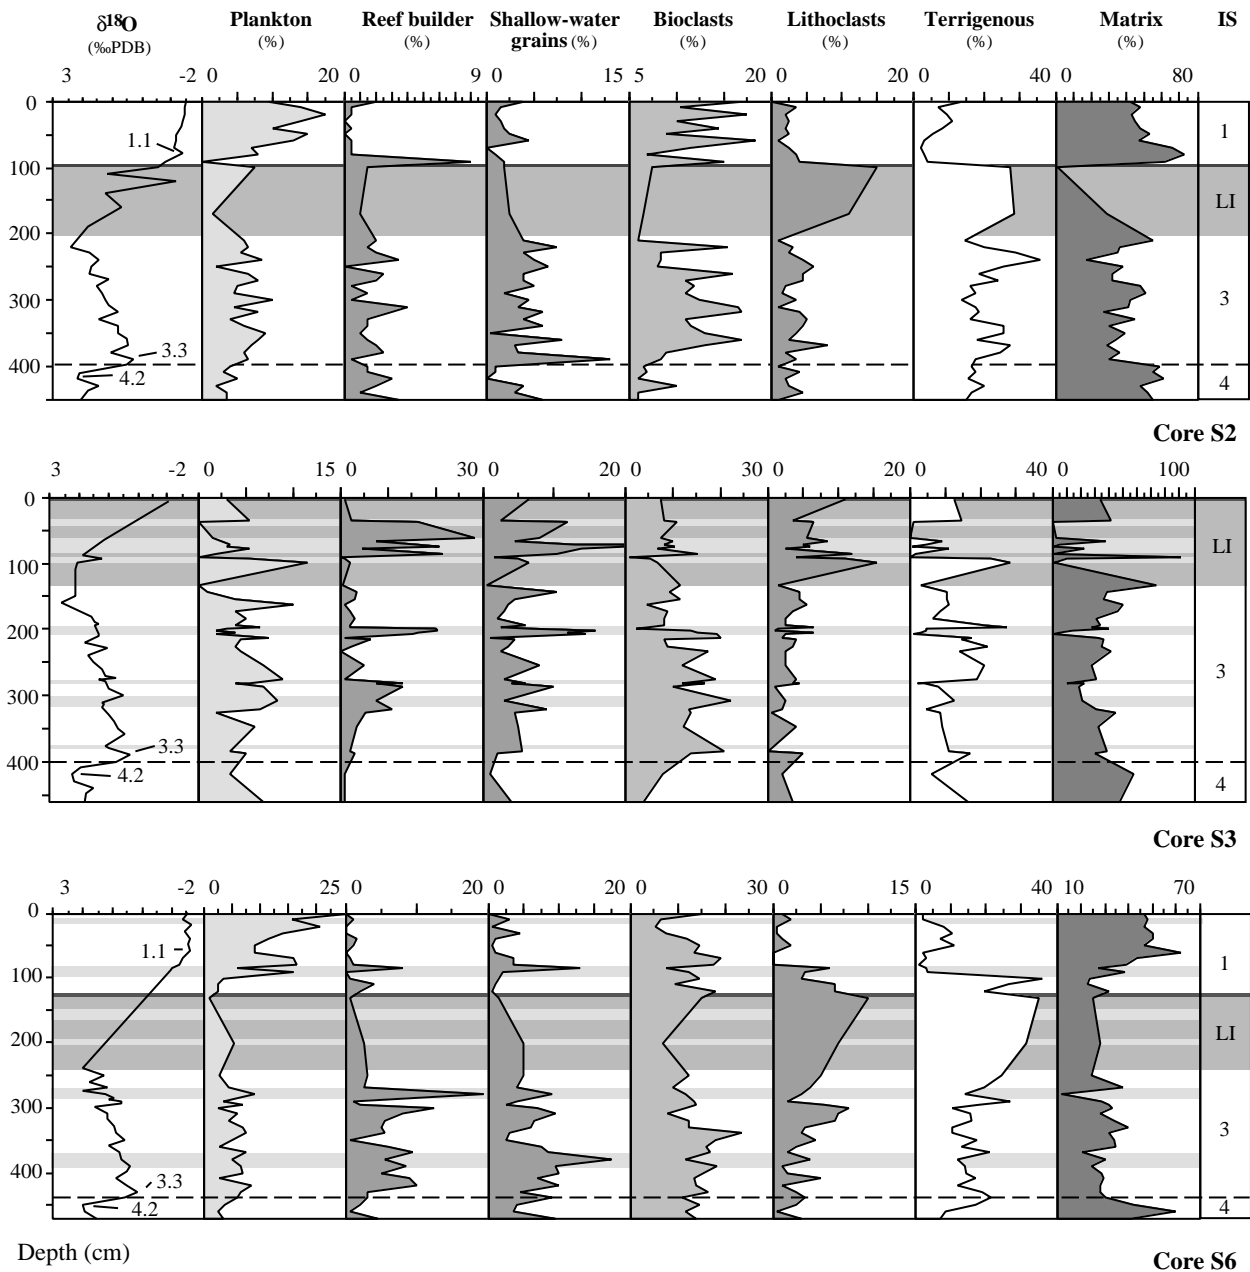 δ18O Plankton Reef builder Shallow-water Bioclasts Lithoclasts Terrigenous Matrix IS
(‰PDB) (%) (%) grains (%) (%) (%) (%) (%)
3 -2 0 20 0 9 0 15 5 20 0 20 0 40 0 80
0
1.1 1
100
LI
200
300 3
3.3
400
4.2 4
Core S2
3 -2 0 15 0 30 0 20 0 30 0 20 0 40 0 100
0
LI
100
200
3
300
3.3
400
4.2 4
Core S3
3 -2 0 25 0 20 0 20 0 30 0 15 0 40 10 70
0
1.1 1
100
LI
200
300
3
400
3.3
4.2 4
Depth (cm)
Core S6